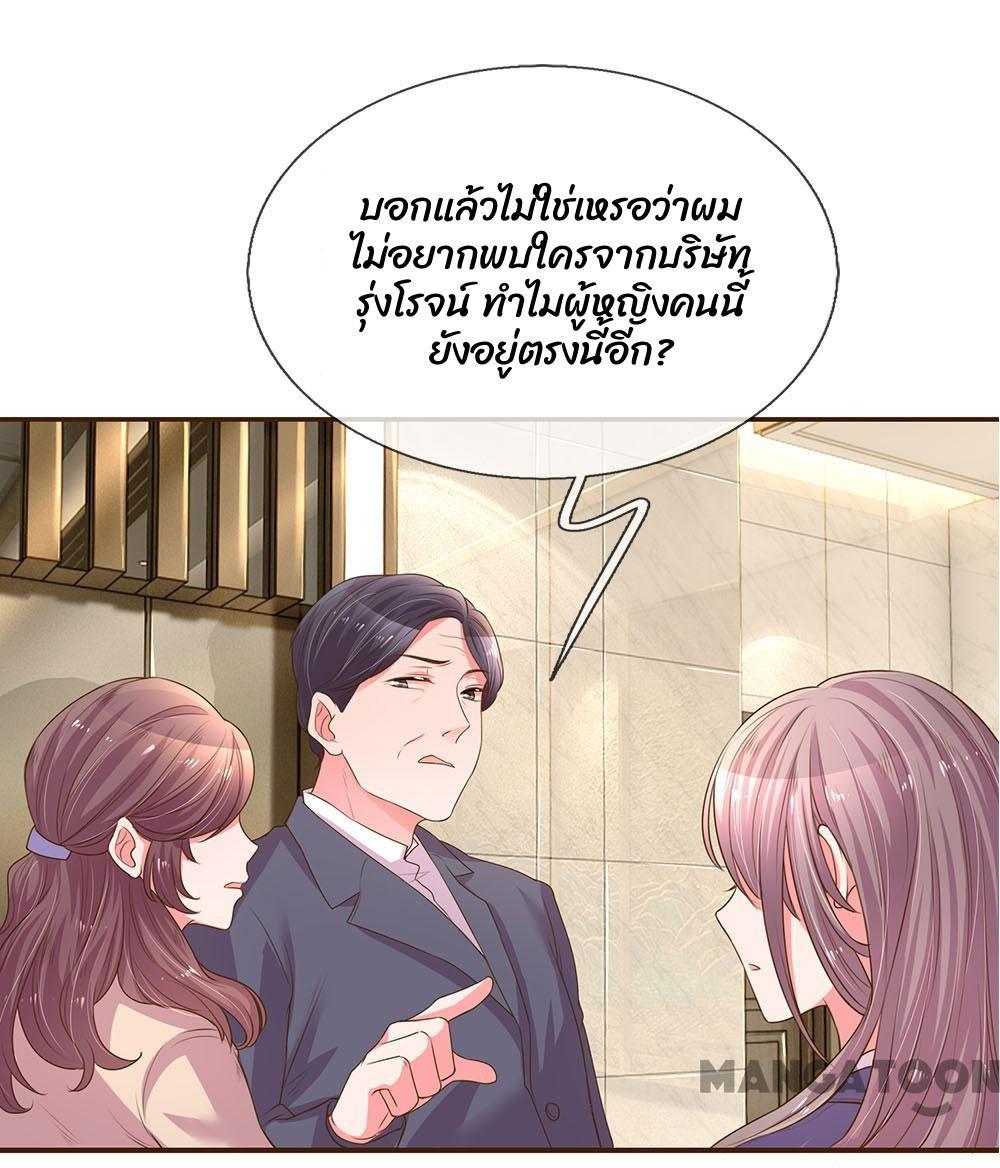 บอกแล้วไม่ใช่เหรอว่าผม
ไม่อยากพบใครจากบริษัท
รุ่งโรจน์ ทำไมผู้หญิงคนนี้
ยังอยู่ตรงนี้อีก?
MANGATOON